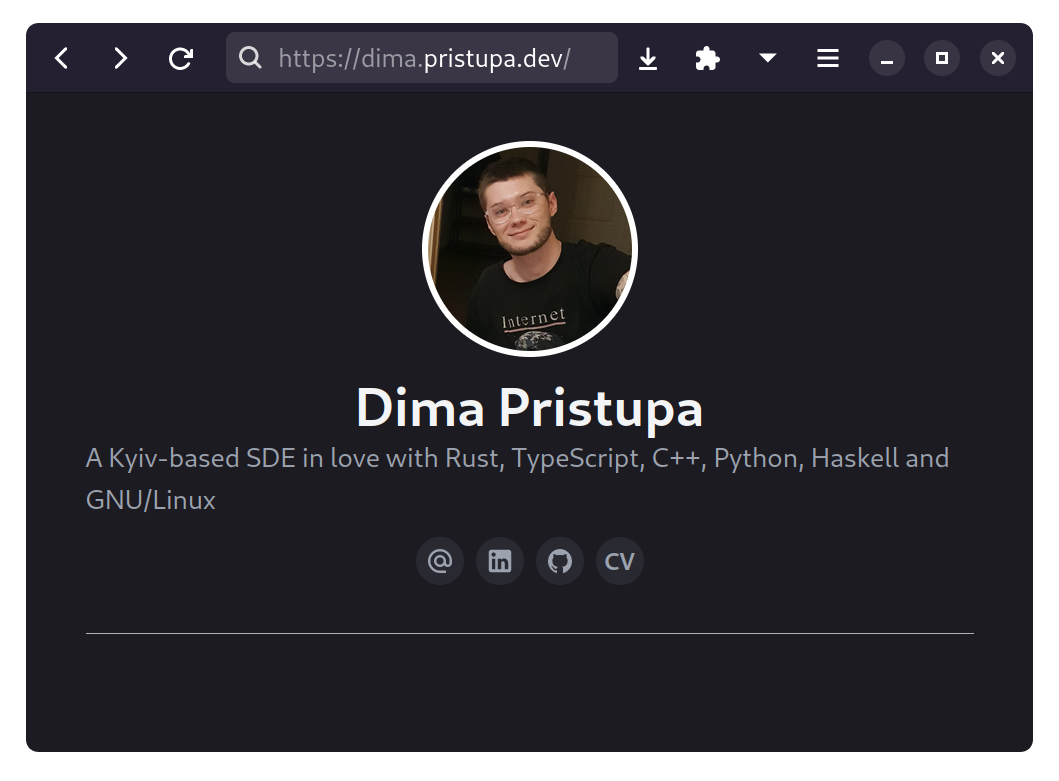 https://dima.pristupa.dev/
Internet
Dima Pristupa
A Kyiv-based SDE in love with Rust, TypeScript, C++, Python, Haskell and
GNU/Linux
@ in CV